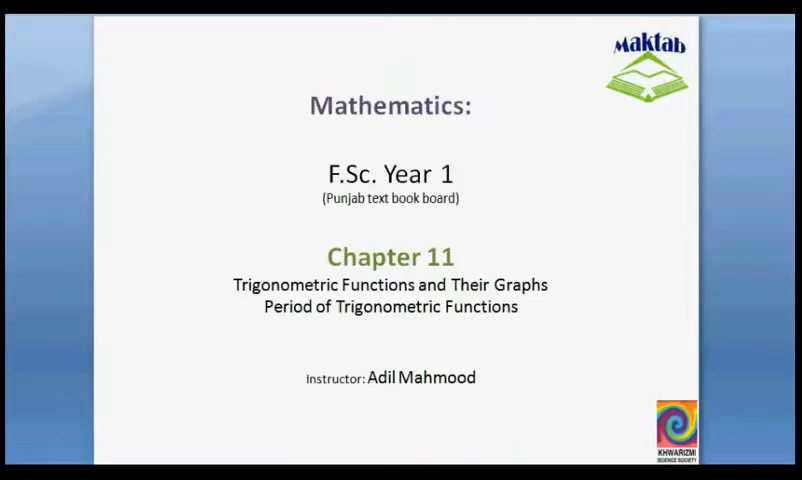 Maktab
Mathematics:
F.Sc. Year 1
(Punjab text book board)
Chapter 11
Trigonometric Functions and Their Graphs
Period of Trigonometric Functions
Instructor: Adil Mahmood
KHWARIZMI
SCIENCE SOCIETY